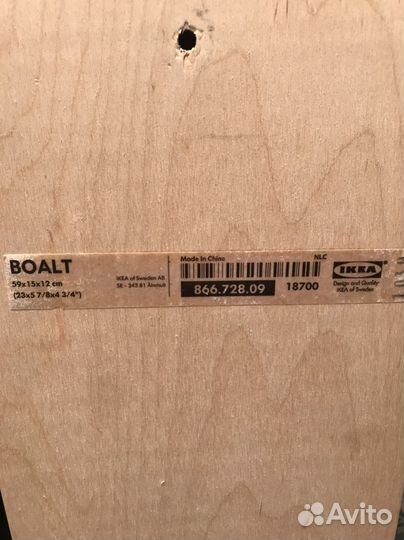 BOALT
59x15x12 cm
(23x5 7/8x4 3/4")
IKEA of Sweden AB
SE - 343 81 Älmhult
Made in China
NLC
866.728.09
18700
IKEA
Design and Quality
IKEA of Sweden
Avito